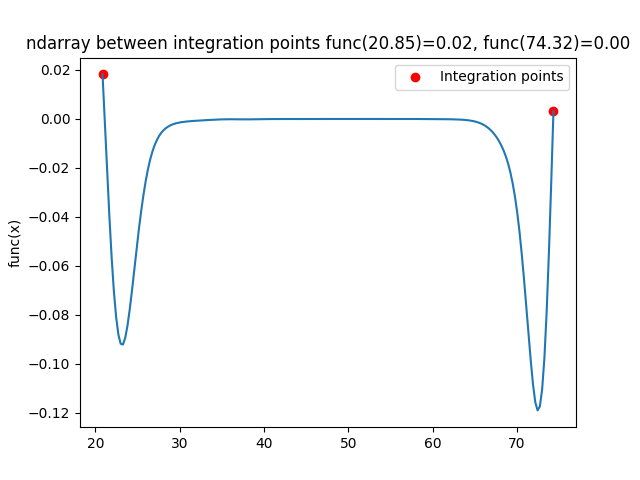 ndarray between integration points func(20.85)=0.02, func(74.32)=0.00
Integration points
func(x)
0.02
0.00
−0.02
−0.04
−0.06
−0.08
−0.10
−0.12
20 30 40 50 60 70